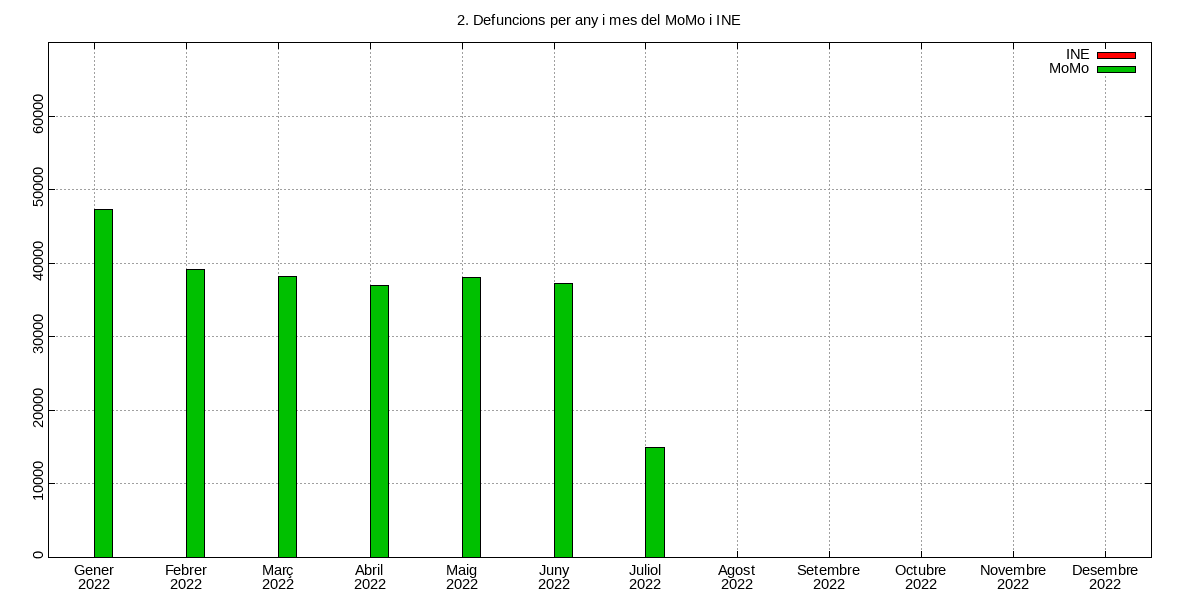 2. Defuncions per any i mes del MoMo i INE
INE
MoMo
60000
50000
40000
30000
20000
10000
0
Gener Febrer Març Abril Maig Juny Juliol Agost Setembre Octubre Novembre Desembre
2022 2022 2022 2022 2022 2022 2022 2022 2022 2022 2022 2022